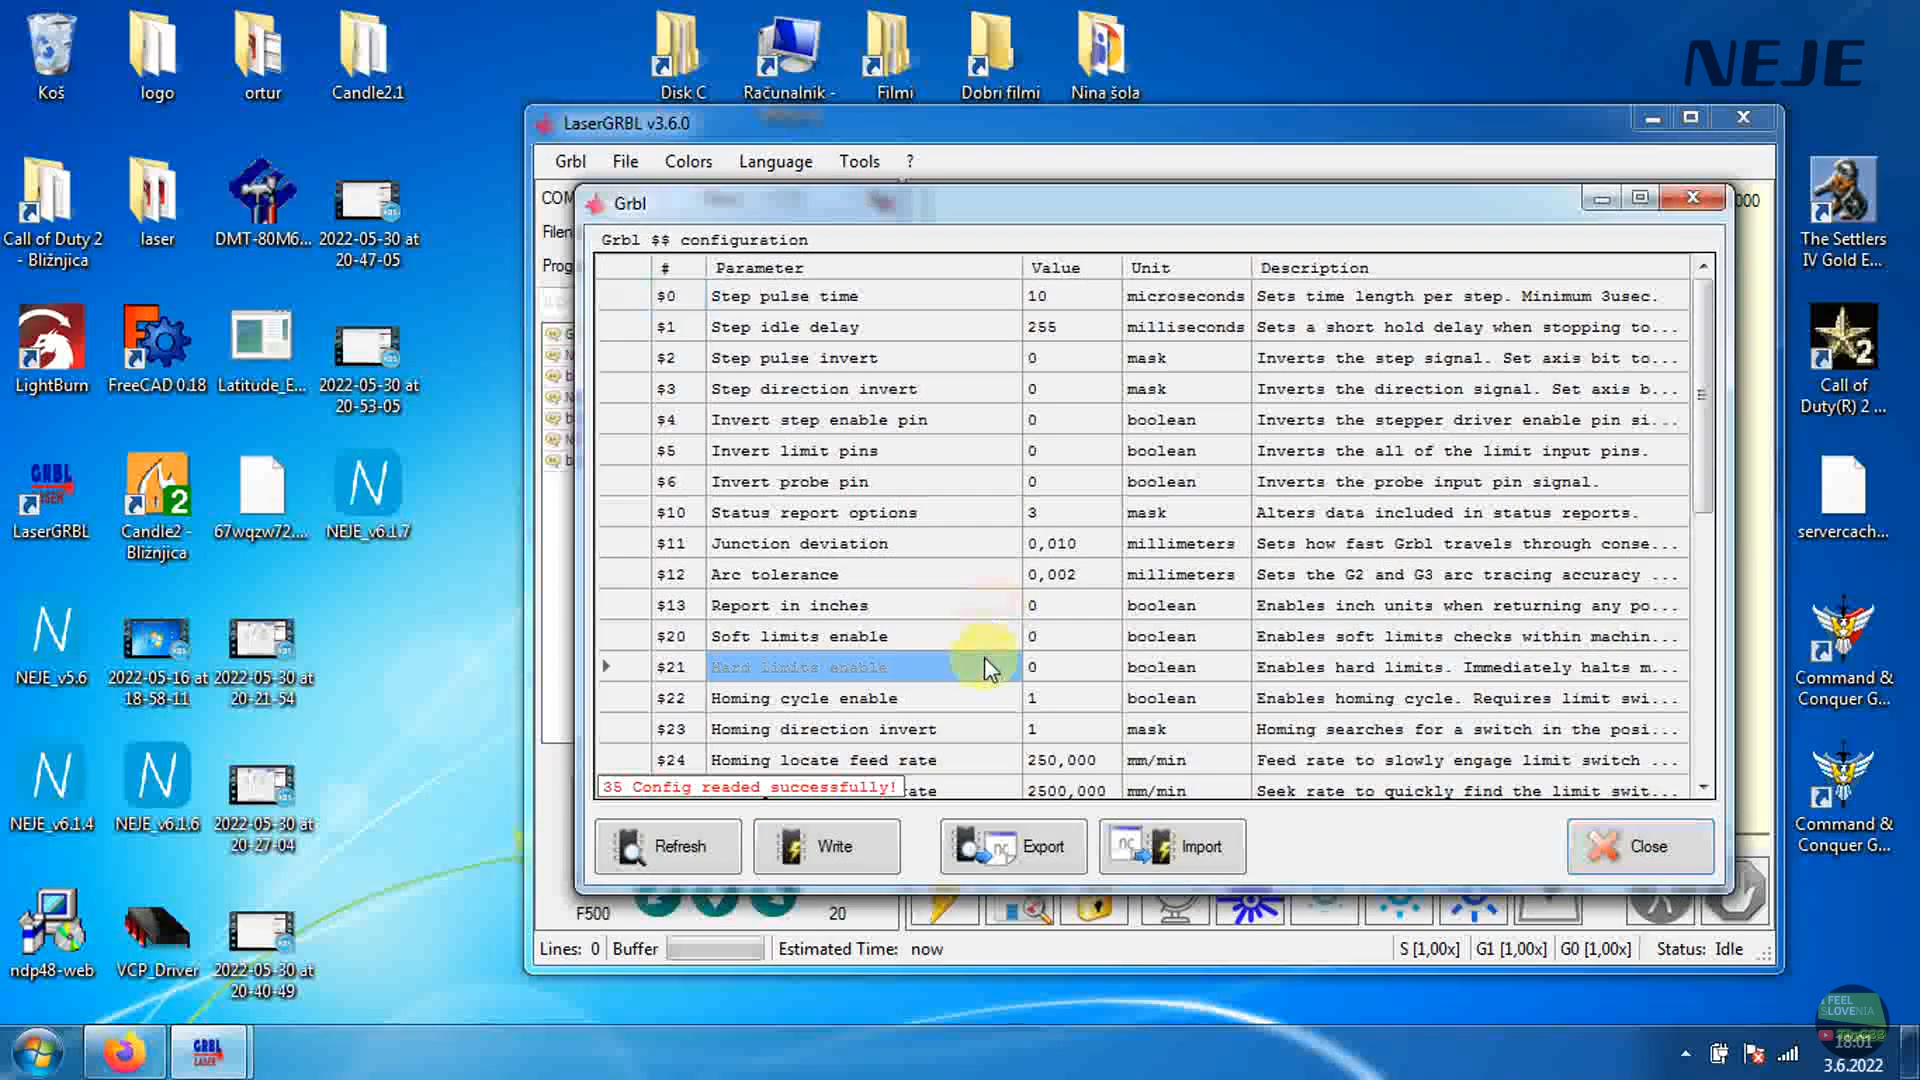 NEJE
Koš
logo
ortur
Candle2.1
Disk C
Računalnik -
Filmi
Dobri filmi
Nina šola
Call of Duty 2
- Bližnjica
laser
DMT-80M6...
2022-05-30 at
20-47-05
LightBurn
FreeCAD 0.18
Latitude_E...
2022-05-30 at
20-53-05
GRBL
LASER
LaserGRBL
2
Candle2 -
Bližnjica
67wqzw72....
N
NEJE_v6.1.7
N
NEJE_v5.6
2022-05-16 at
18-58-11
2022-05-30 at
20-21-54
N
NEJE_v6.1.4
N
NEJE_v6.1.6
2022-05-30 at
20-27-04
ndp48-web
VCP_Driver
2022-05-30 at
20-40-49
LaserGRBL v3.6.0
Grbl File Colors Language Tools ?
COM
Filen
Prog
000
Grbl
Grbl $$ configuration
# Parameter Value Unit Description
$0 Step pulse time 10 microseconds Sets time length per step. Minimum 3usec.
$1 Step idle delay 255 milliseconds Sets a short hold delay when stopping to...
$2 Step pulse invert 0 mask Inverts the step signal. Set axis bit to...
$3 Step direction invert 0 mask Inverts the direction signal. Set axis b...
$4 Invert step enable pin 0 boolean Inverts the stepper driver enable pin si...
$5 Invert limit pins 0 boolean Inverts the all of the limit input pins.
$6 Invert probe pin 0 boolean Inverts the probe input pin signal.
$10 Status report options 3 mask Alters data included in status reports.
$11 Junction deviation 0,010 millimeters Sets how fast Grbl travels through conse...
$12 Arc tolerance 0,002 millimeters Sets the G2 and G3 arc tracing accuracy ...
$13 Report in inches 0 boolean Enables inch units when returning any po...
$20 Soft limits enable 0 boolean Enables soft limits checks within machin...
$21 Hard limits enable 0 boolean Enables hard limits. Immediately halts m...
$22 Homing cycle enable 1 boolean Enables homing cycle. Requires limit swi...
$23 Homing direction invert 1 mask Homing searches for a switch in the posi...
$24 Homing locate feed rate 250,000 mm/min Feed rate to slowly engage limit switch ...
35 Config readed successfully! rate 2500,000 mm/min Seek rate to quickly find the limit swit...
Refresh Write Export Import Close
F500
20
Lines: 0 Buffer Estimated Time: now S [1,00x] G1 [1,00x] G0 [1,00x] Status: Idle
The Settlers
IV Gold E...
2
Call of
Duty(R) 2 ...
servercach...
Command &
Conquer G...
Command &
Conquer G...
I FEEL
SLOVENIA
GRBL
LASER
18:01
3.6.2022